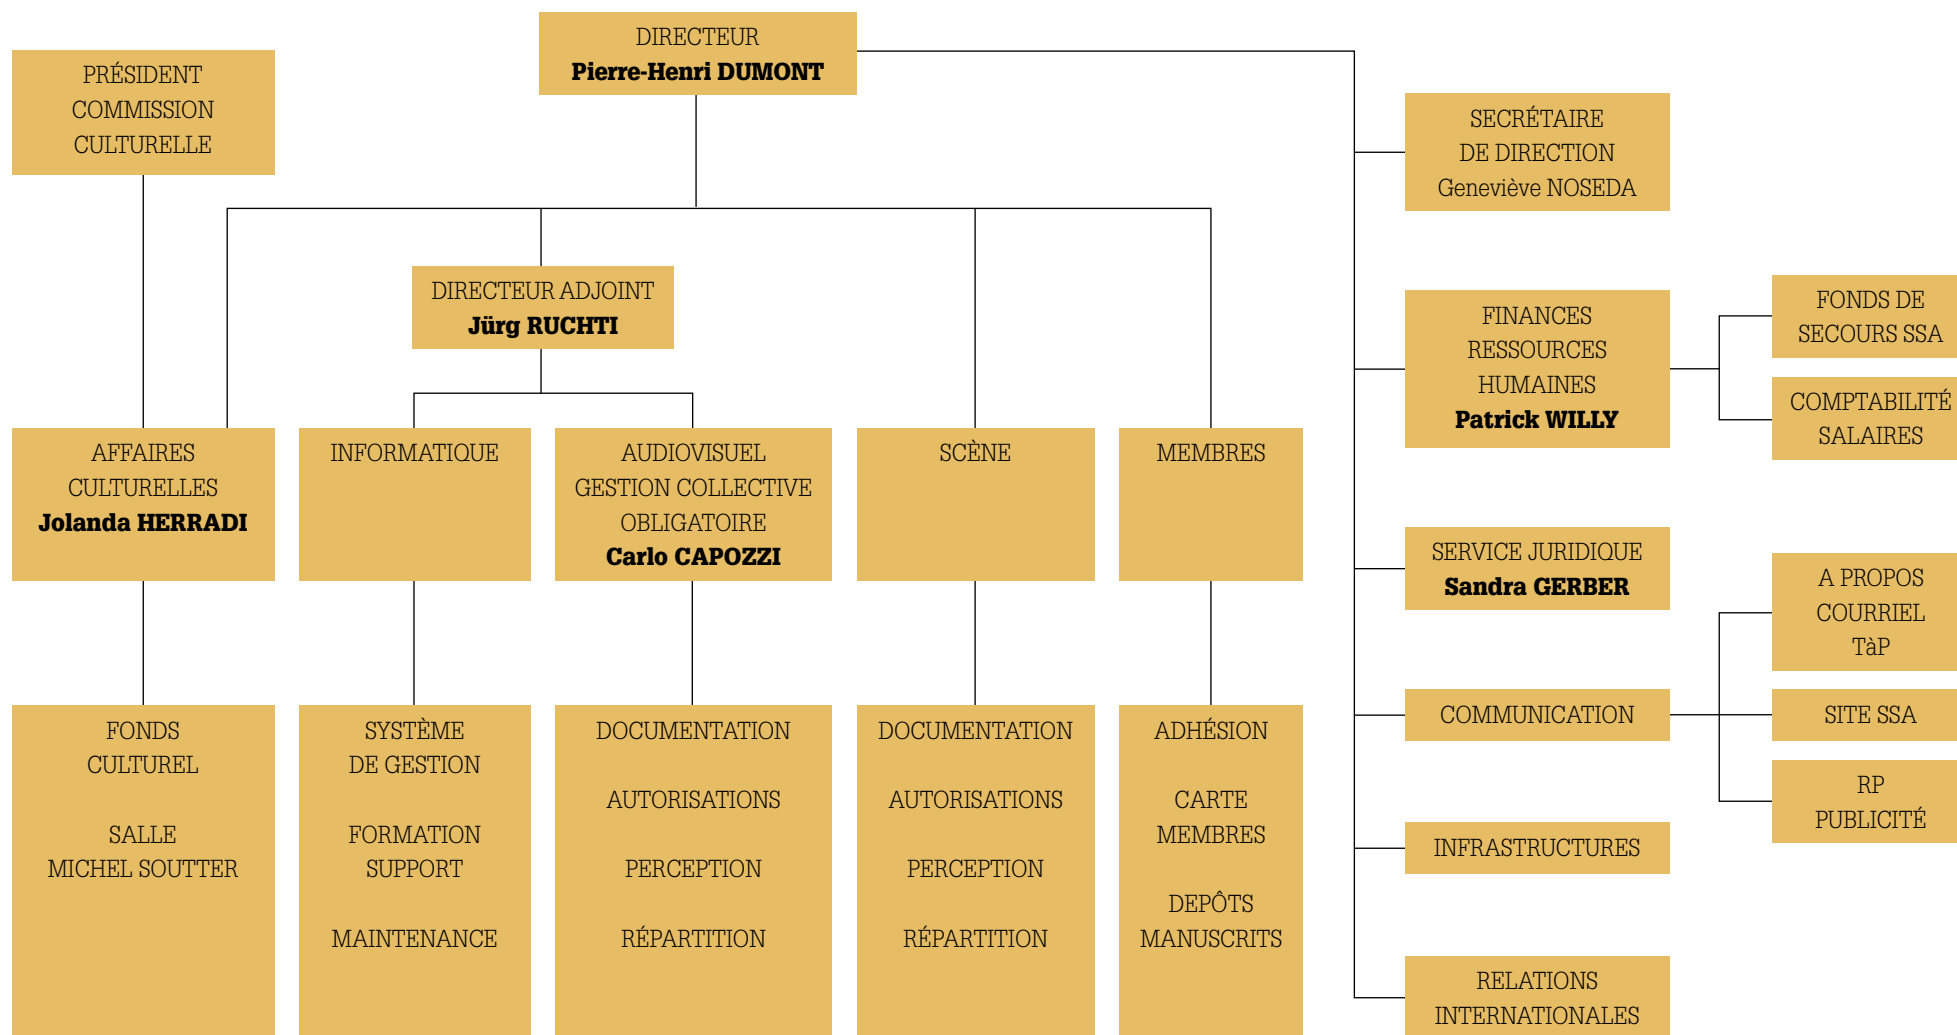 DIRECTEUR
Pierre-Henri DUMONT
PRÉSIDENT
COMMISSION
CULTURELLE
SECRÉTAIRE
DE DIRECTION
Geneviève NOSEDA
DIRECTEUR ADJOINT
Jürg RUCHTI
FINANCES
RESSOURCES
HUMAINES
Patrick WILLY
FONDS DE
SECOURS SSA
COMPTABILITÉ
SALAIRES
AFFAIRES
CULTURELLES
Jolanda HERRADI
INFORMATIQUE
AUDIOVISUEL
GESTION COLLECTIVE
OBLIGATOIRE
Carlo CAPOZZI
SCÈNE
MEMBRES
SERVICE JURIDIQUE
Sandra GERBER
A PROPOS
COURRIEL
TàP
COMMUNICATION
SITE SSA
RP
PUBLICITÉ
INFRASTRUCTURES
RELATIONS
INTERNATIONALES
FONDS
CULTUREL
SALLE
MICHEL SOUTTER
SYSTÈME
DE GESTION
FORMATION
SUPPORT
MAINTENANCE
DOCUMENTATION
AUTORISATIONS
PERCEPTION
RÉPARTITION
DOCUMENTATION
AUTORISATIONS
PERCEPTION
RÉPARTITION
ADHÉSION
CARTE
MEMBRES
DEPÔTS
MANUSCRITS